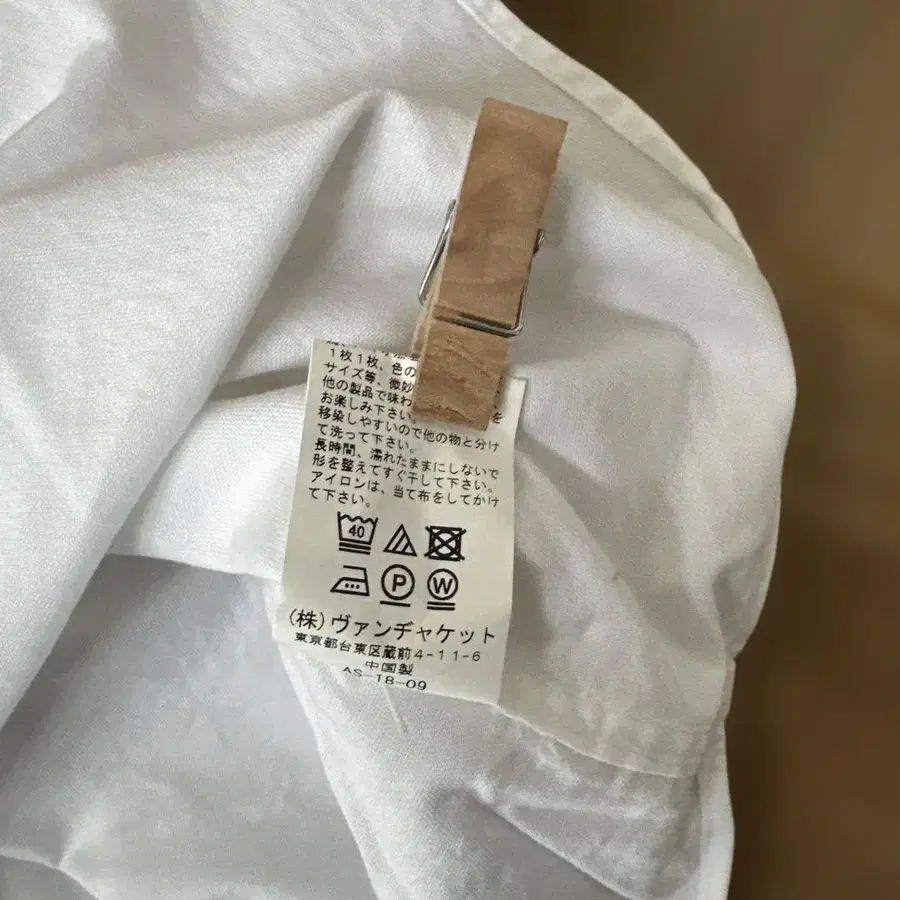 1枚1枚、色の
サイズ等、微妙
他の製品で味わ
お楽しみ下さい。 を
移染しやすいので他の物と分け
て洗って下さい。
長時間、濡れたままにしないで
形を整えてすぐ干して下さい。
アイロンは、当て布をしてかけ
て下さい。
40
P W
(株)ヴァンヂャケット
東京都台東区蔵前4-11-6
中国製
AS-18-09